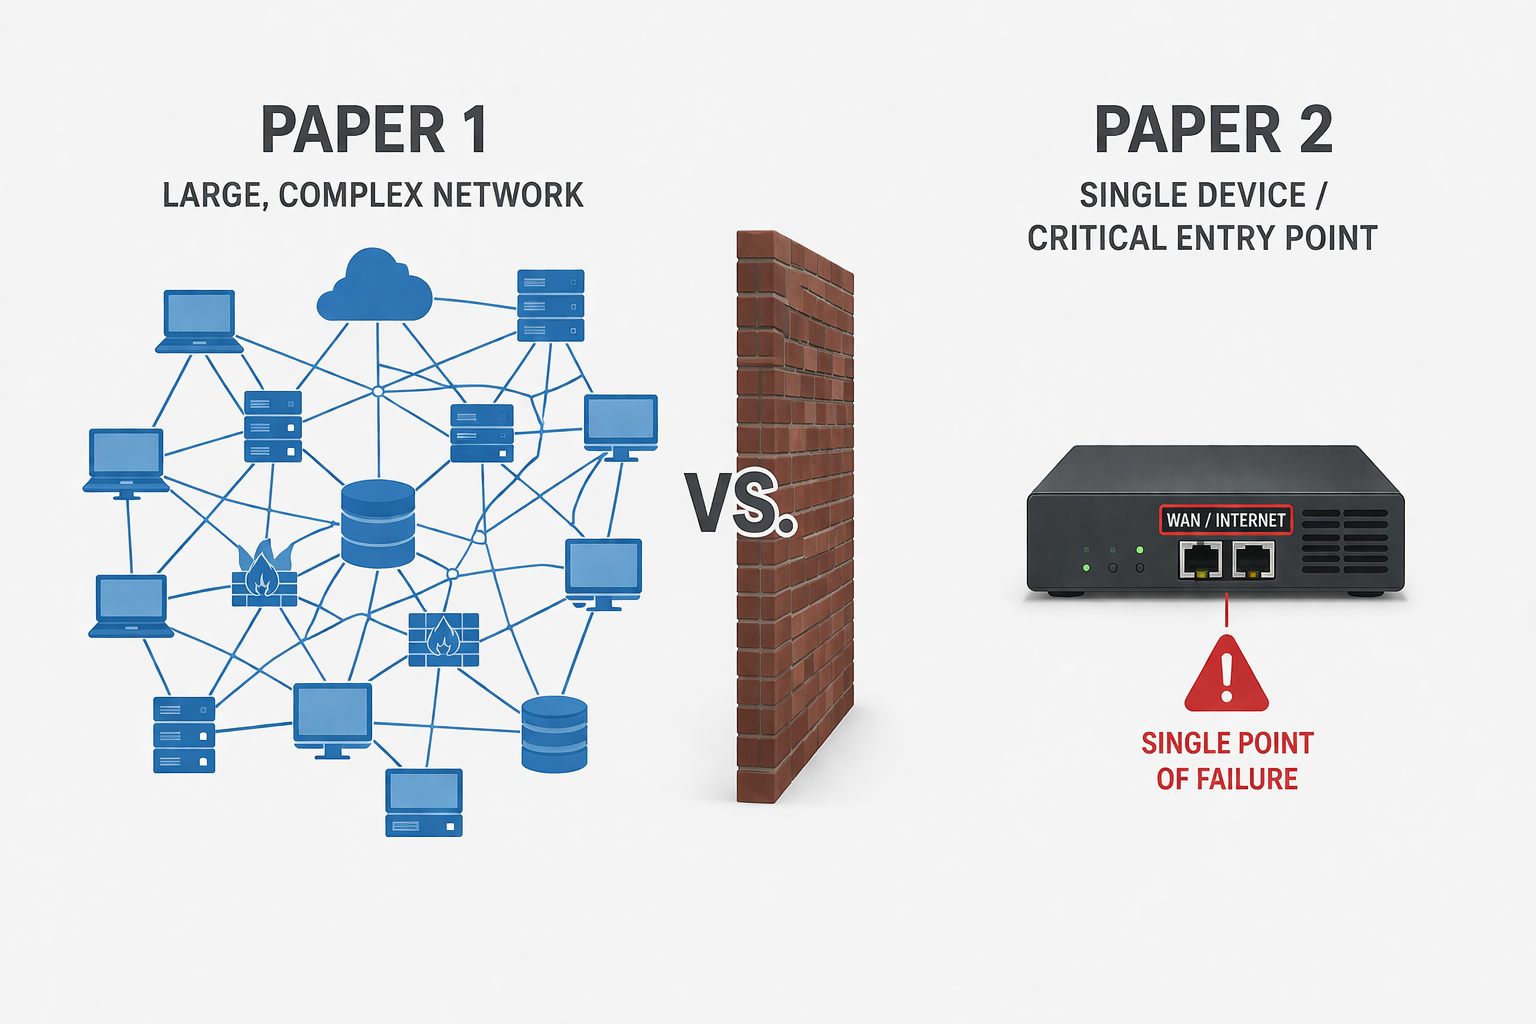 PAPER 1
LARGE, COMPLEX NETWORK
VS.
PAPER 2
SINGLE DEVICE /
CRITICAL ENTRY POINT
WAN / INTERNET
SINGLE POINT
OF FAILURE